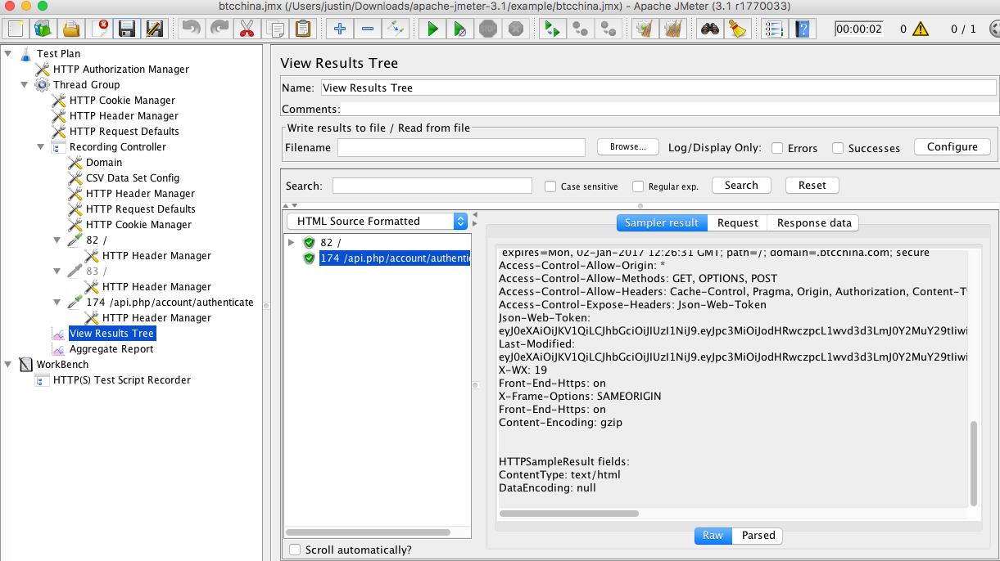 btcchina.jmx (/Users/justin/Downloads/apache-jmeter-3.1/example/btcchina.jmx) - Apache JMeter (3.1 r1770033)
00:00:02 0 0 / 1
Test Plan
HTTP Authorization Manager
Thread Group
HTTP Cookie Manager
HTTP Header Manager
HTTP Request Defaults
Recording Controller
Domain
CSV Data Set Config
HTTP Header Manager
HTTP Request Defaults
HTTP Cookie Manager
82 /
HTTP Header Manager
83 /
HTTP Header Manager
174 /api.php/account/authenticate
HTTP Header Manager
View Results Tree
Aggregate Report
WorkBench
HTTP(S) Test Script Recorder
View Results Tree
Name: View Results Tree
Comments:
Write results to file / Read from file
Filename Browse... Log/Display Only: Errors Successes Configure
Search: Case sensitive Regular exp. Search Reset
HTML Source Formatted
82 /
174 /api.php/account/authentic
Scroll automatically?
Sampler result Request Response data
expires=Mon, 02-Jan-2017 12:26:31 GMT; path=/; domain=.btcchina.com; secure
Access-Control-Allow-Origin: *
Access-Control-Allow-Methods: GET, OPTIONS, POST
Access-Control-Allow-Headers: Cache-Control, Pragma, Origin, Authorization, Content-Ty
Access-Control-Expose-Headers: Json-Web-Token
Json-Web-Token:
eyJ0eXAiOiJKV1QiLCJhbGciOiJIUzI1NiJ9.eyJpc3MiOiJodHRwczpcL1wvd3d3LmJ0Y2MuY29tIiwi
Last-Modified:
eyJ0eXAiOiJKV1QiLCJhbGciOiJIUzI1NiJ9.eyJpc3MiOiJodHRwczpcL1wvd3d3LmJ0Y2MuY29tIiwi
X-WX: 19
Front-End-Https: on
X-Frame-Options: SAMEORIGIN
Front-End-Https: on
Content-Encoding: gzip
HTTPSampleResult fields:
ContentType: text/html
DataEncoding: null
Raw Parsed